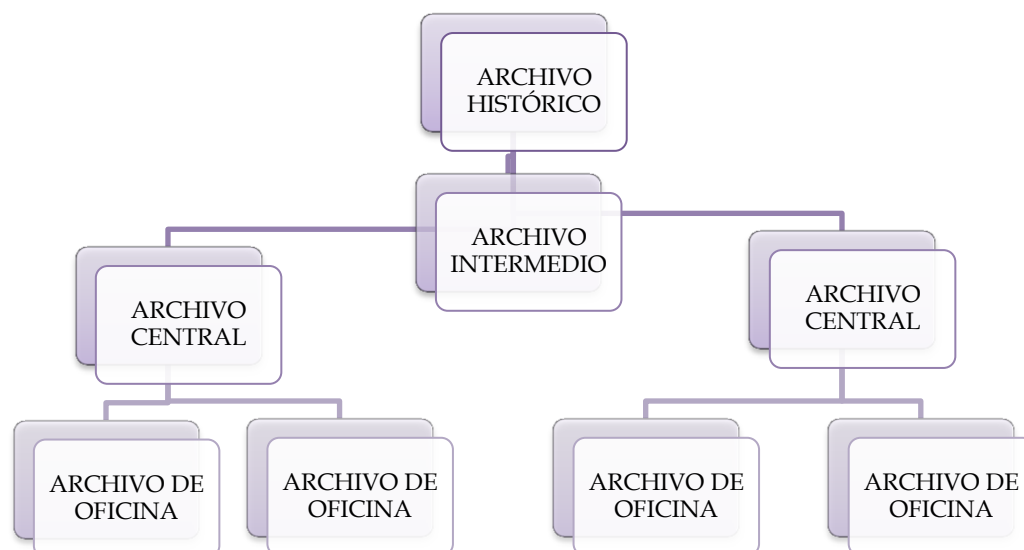 ARCHIVO
HISTÓRICO
ARCHIVO
INTERMEDIO
ARCHIVO
CENTRAL
ARCHIVO
CENTRAL
ARCHIVO DE
OFICINA
ARCHIVO DE
OFICINA
ARCHIVO DE
OFICINA
ARCHIVO DE
OFICINA